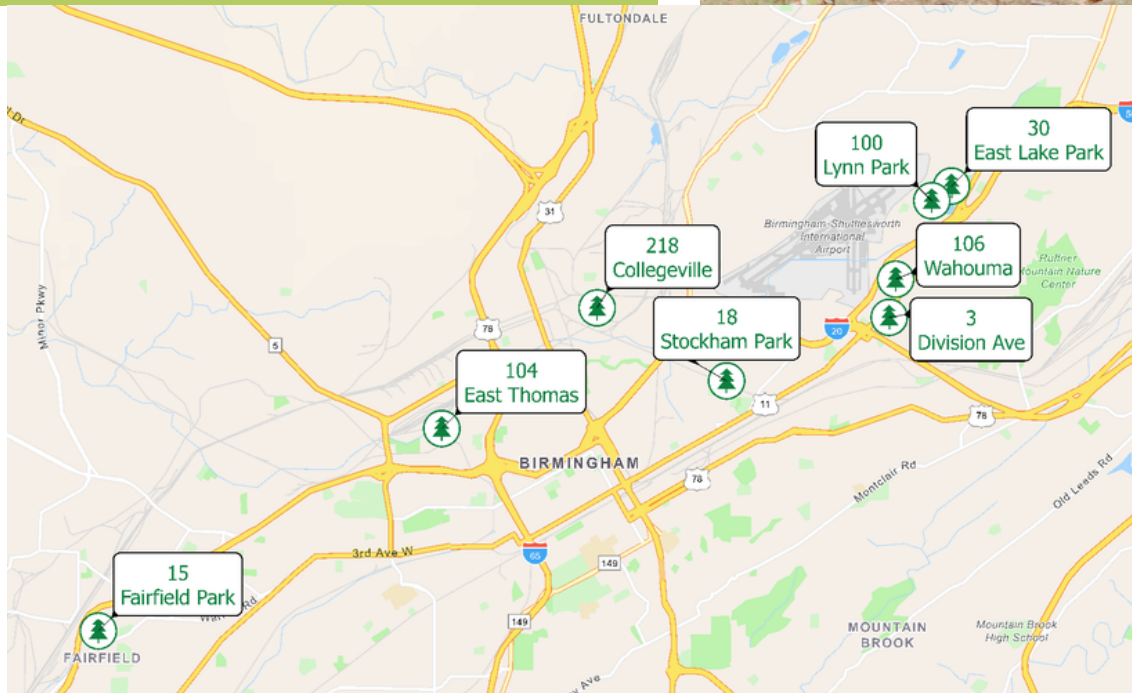 FULTONDALE
30
East Lake Park
100
Lynn Park
31
Birmingham-Shuttlesworth
International
Airport
218
Collegeville
106
Wahouma
Ruffner
Mountain Nature
Center
Minor Pkwy
78
18
Stockham Park
20
3
Division Ave
5
104
East Thomas
11
78
BIRMINGHAM
78
Montclair Rd
Old Leads Rd
3rd Ave W
65
149
15
Fairfield Park
149
FAIRFIELD
MOUNTAIN
BROOK
Mountain Brook
High School